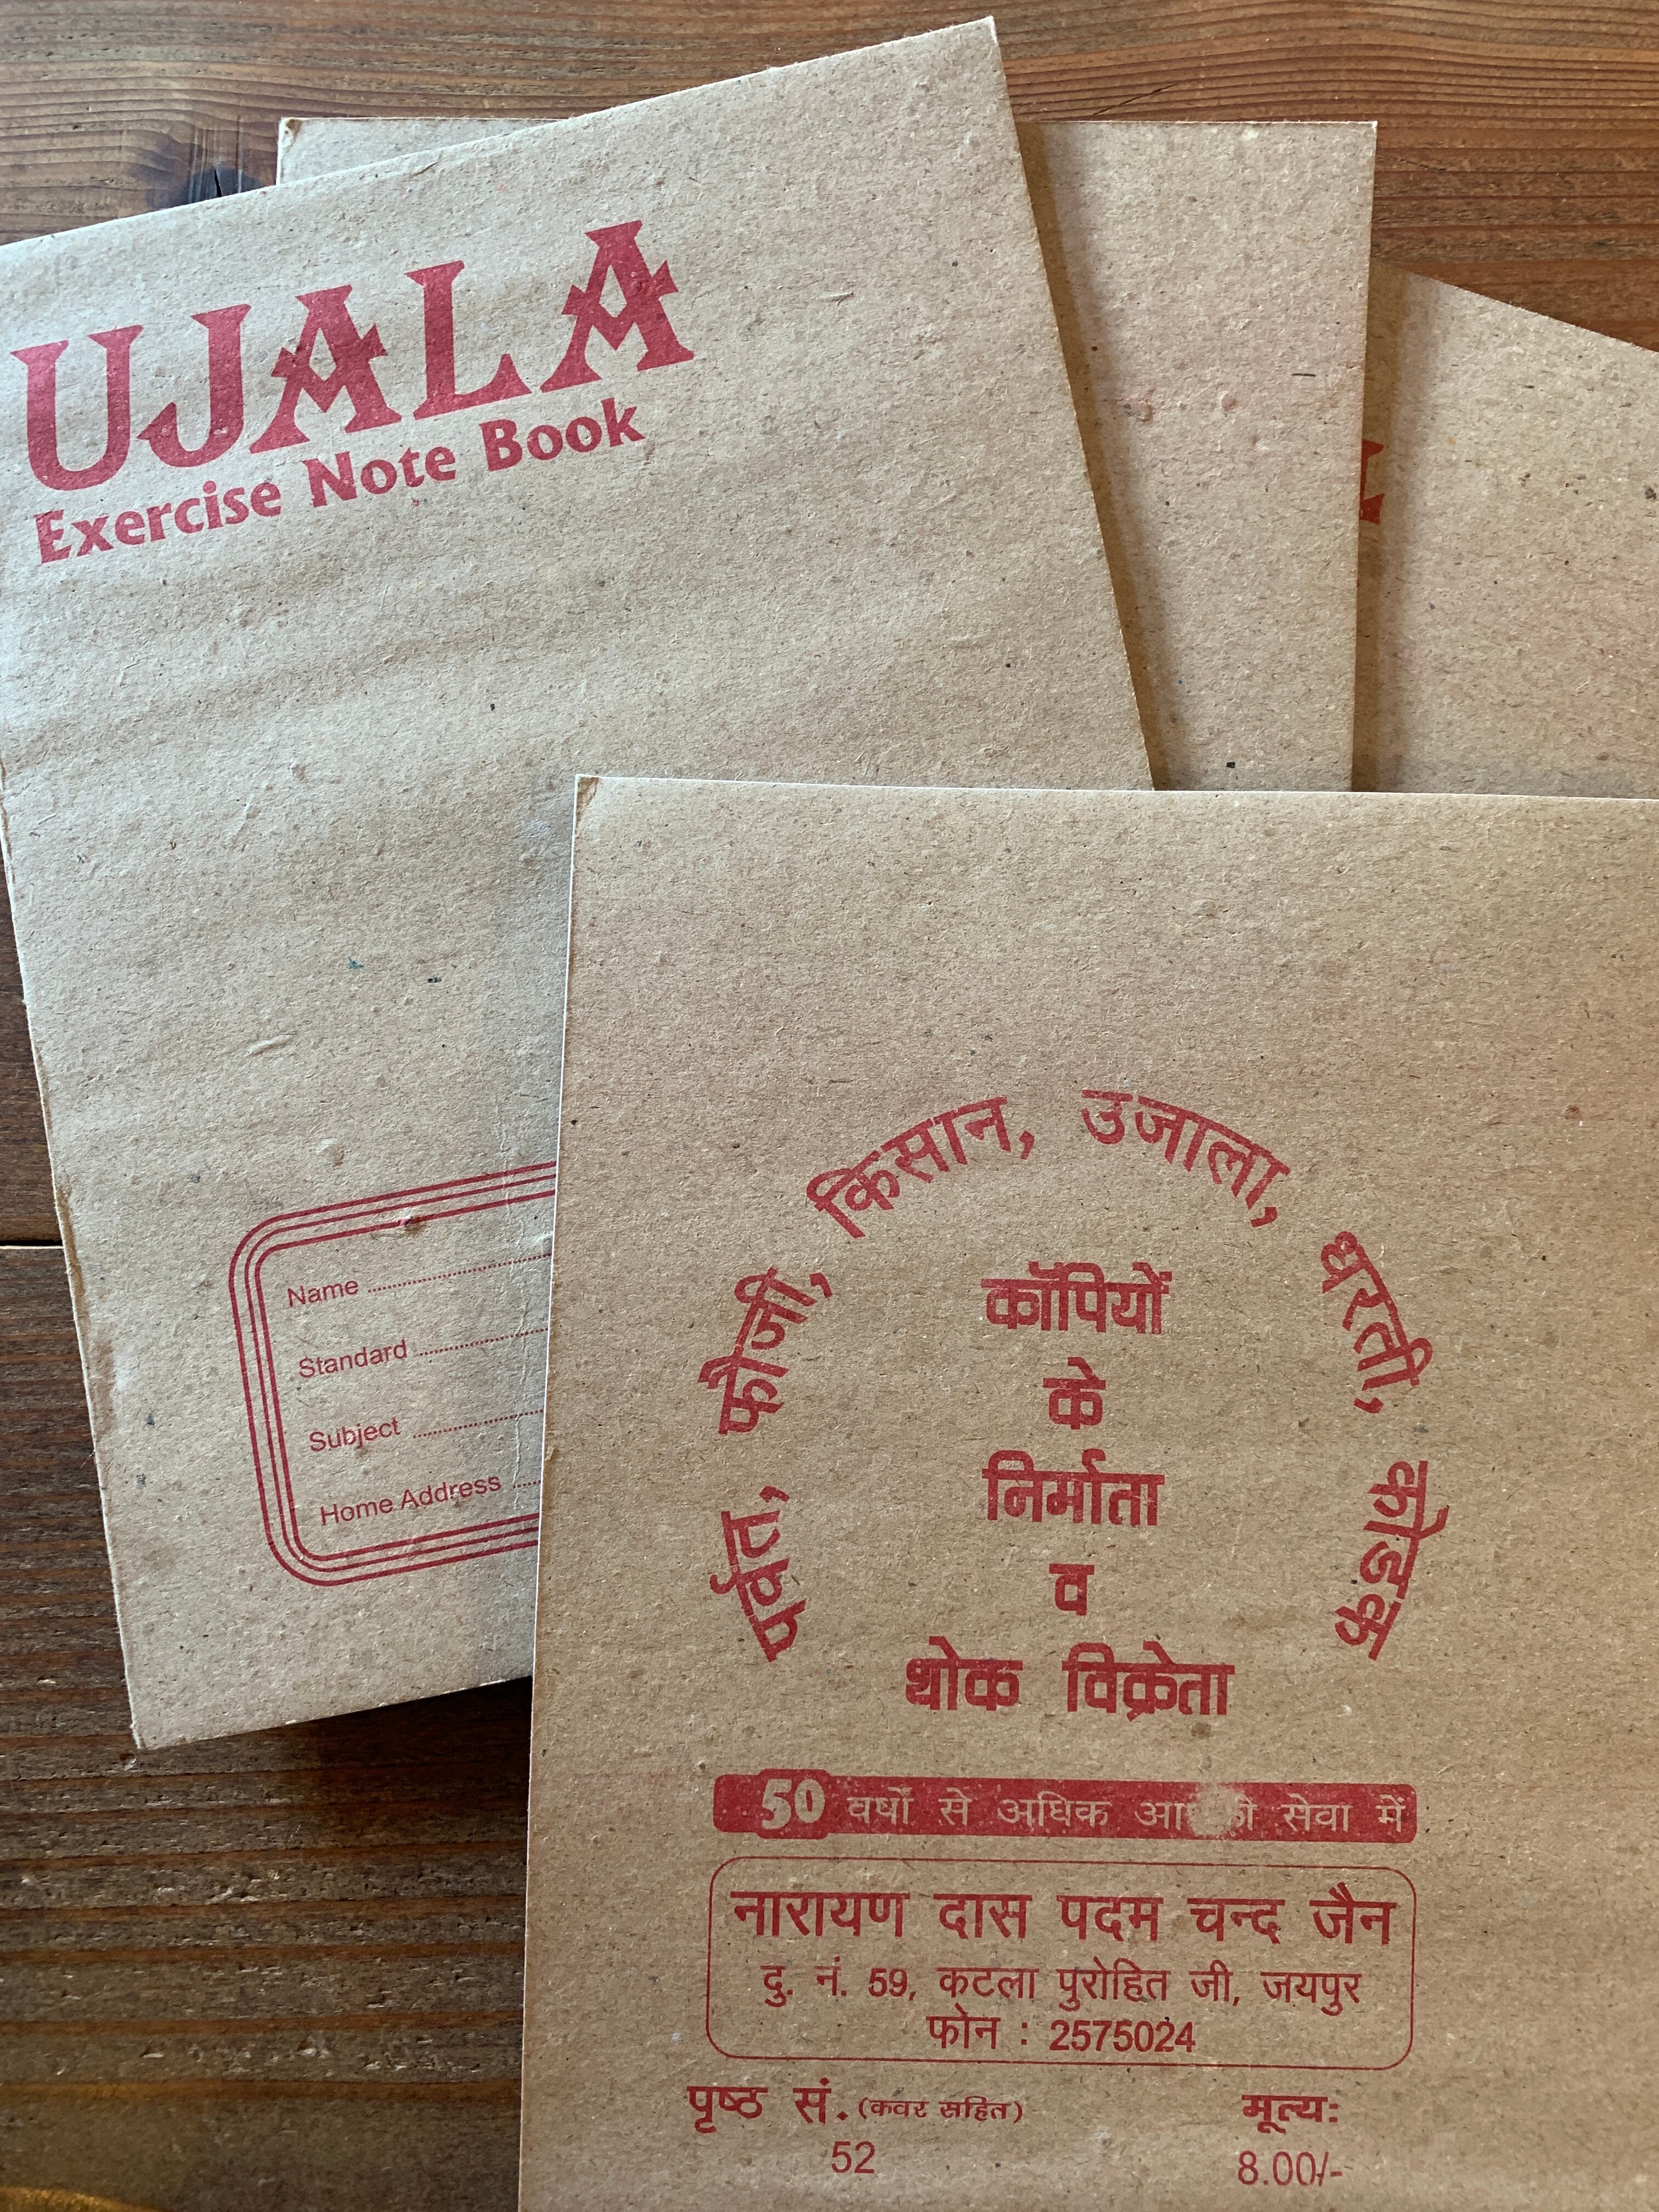 UJALA
Exercise Note Book
Name
Standard
Subject
Home Address
पर्वत, फौजी, किसान, उजाला, धरती, कोडक
कॉपियों
के
निर्माता
व
थोक विक्रेता
50 वर्षों से अधिक सेवा में
नारायण दास पदम चन्द जैन
दु. नं. 59, कटला पुरोहित जी, जयपुर
फोन : 2575024
पृष्ठ सं. (कवर सहित)
52
मूल्य:
8.00/-